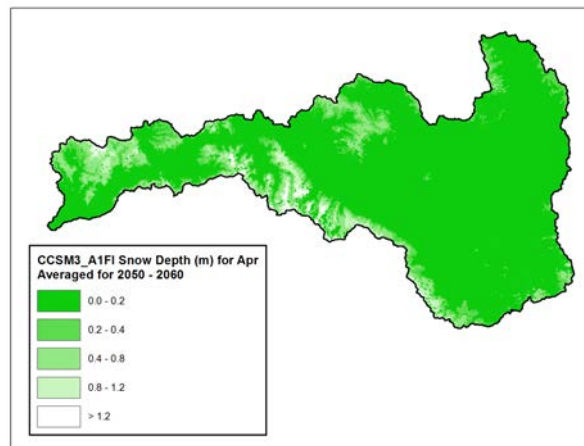 CCSM3_A1FI Snow Depth (m) for Apr
Averaged for 2050 - 2060
0.0 - 0.2
0.2 - 0.4
0.4 - 0.8
0.8 - 1.2
> 1.2